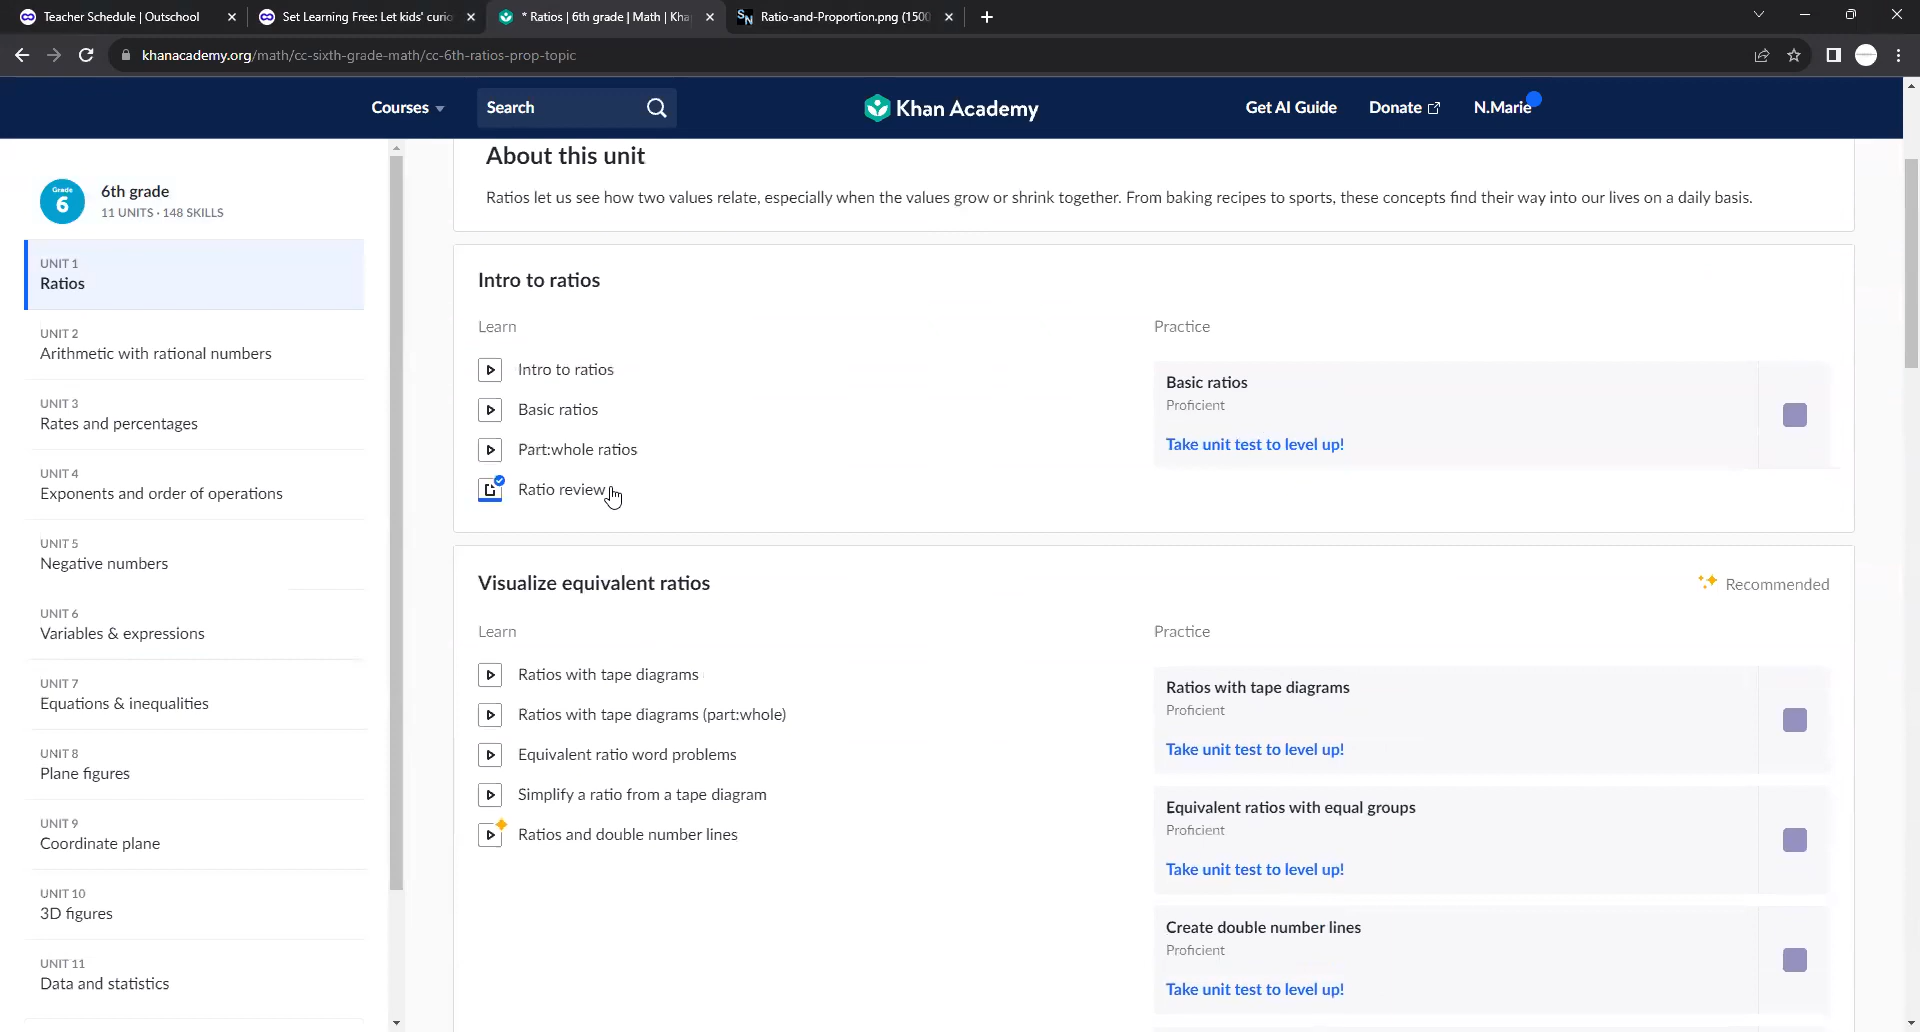 Teacher Schedule | Outschool
Set Learning Free: Let kids' curio
* Ratios | 6th grade | Math | Kha
SN Ratio-and-Proportion.png (1500
khanacademy.org/math/cc-sixth-grade-math/cc-6th-ratios-prop-topic
Courses
Search
Khan Academy
Get AI Guide
Donate
N.Marie
Grade
6
6th grade
11 UNITS · 148 SKILLS
UNIT 1
Ratios
UNIT 2
Arithmetic with rational numbers
UNIT 3
Rates and percentages
UNIT 4
Exponents and order of operations
UNIT 5
Negative numbers
UNIT 6
Variables & expressions
UNIT 7
Equations & inequalities
UNIT 8
Plane figures
UNIT 9
Coordinate plane
UNIT 10
3D figures
UNIT 11
Data and statistics
About this unit
Ratios let us see how two values relate, especially when the values grow or shrink together. From baking recipes to sports, these concepts find their way into our lives on a daily basis.
Intro to ratios
Learn
Intro to ratios
Basic ratios
Part:whole ratios
Ratio review
Practice
Basic ratios
Proficient
Take unit test to level up!
Visualize equivalent ratios
Recommended
Learn
Ratios with tape diagrams
Ratios with tape diagrams (part:whole)
Equivalent ratio word problems
Simplify a ratio from a tape diagram
Ratios and double number lines
Practice
Ratios with tape diagrams
Proficient
Take unit test to level up!
Equivalent ratios with equal groups
Proficient
Take unit test to level up!
Create double number lines
Proficient
Take unit test to level up!